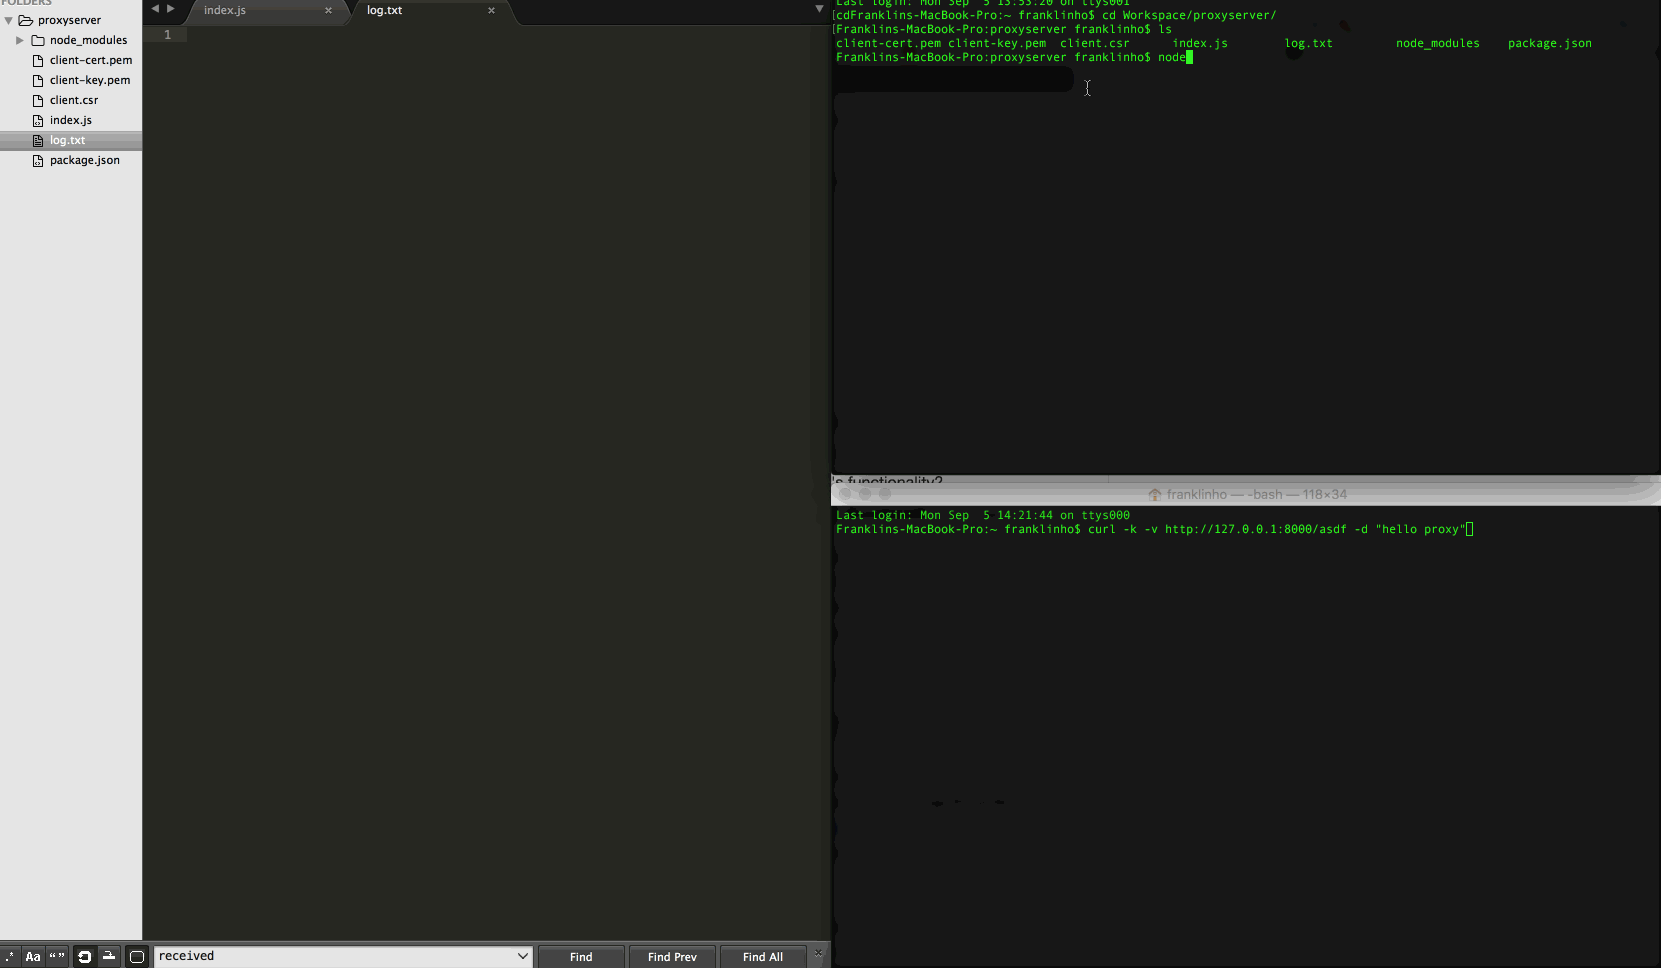 FOLDERS
proxyserver
node_modules
client-cert.pem
client-key.pem
client.csr
index.js
log.txt
package.json
index.js
log.txt
1
Last login: Mon Sep  5 13:53:20 on ttys001
[cdFranklins-MacBook-Pro:~ franklinho$ cd Workspace/proxyserver/
[Franklins-MacBook-Pro:proxyserver franklinho$ ls
client-cert.pem client-key.pem  client.csr      index.js        log.txt         node_modules    package.json
Franklins-MacBook-Pro:proxyserver franklinho$ node
's functionality?
franklinho — -bash — 118×34
Last login: Mon Sep  5 14:21:44 on ttys000
Franklins-MacBook-Pro:~ franklinho$ curl -k -v http://127.0.0.1:8000/asdf -d "hello proxy"
.* Aa “ ” received Find Find Prev Find All